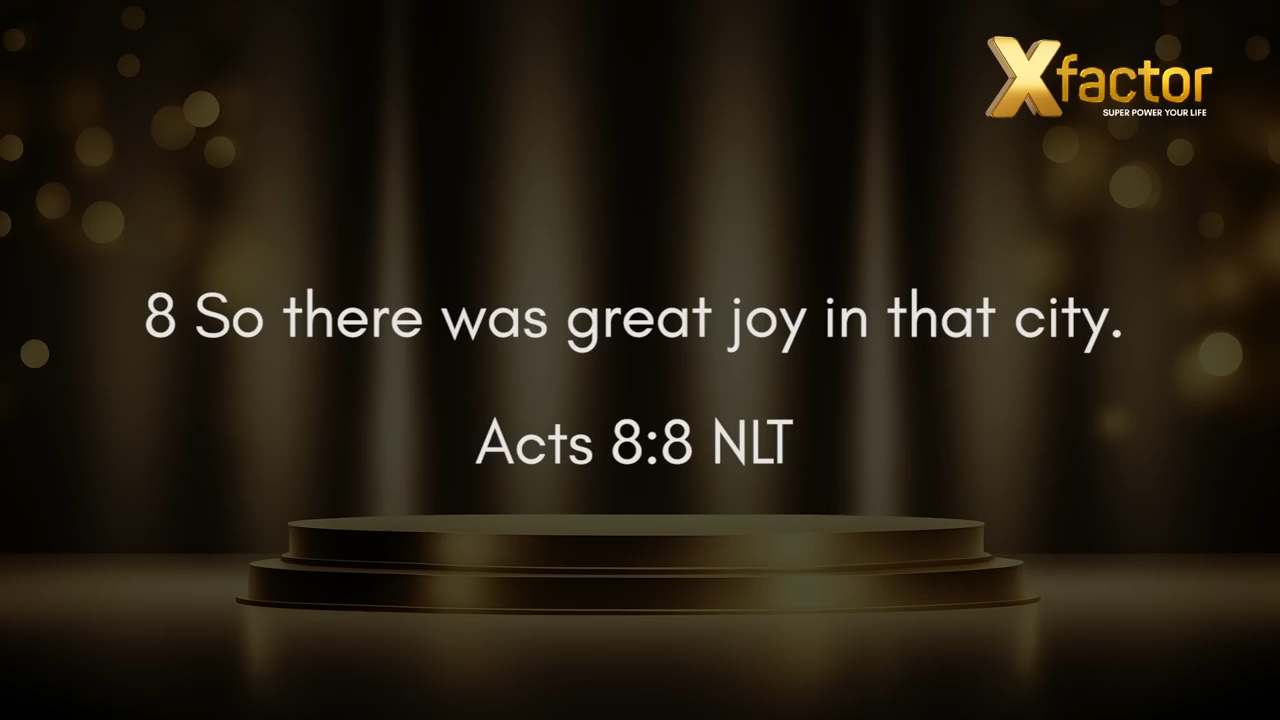 Xfactor
SUPER POWER YOUR LIFE
8 So there was great joy in that city.
Acts 8:8 NLT